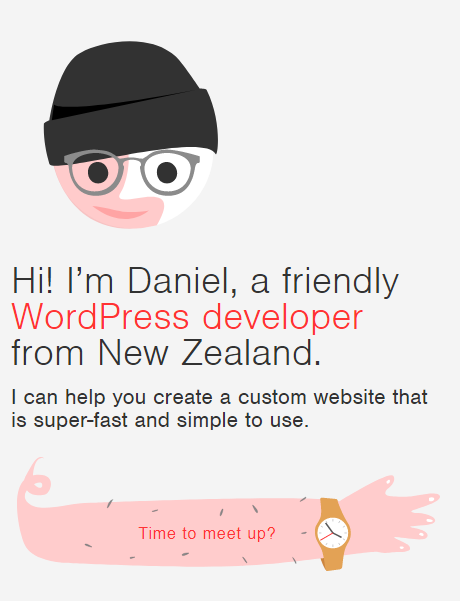 Hi! I'm Daniel, a friendly
WordPress developer
from New Zealand.
I can help you create a custom website that
is super-fast and simple to use.
Time to meet up?